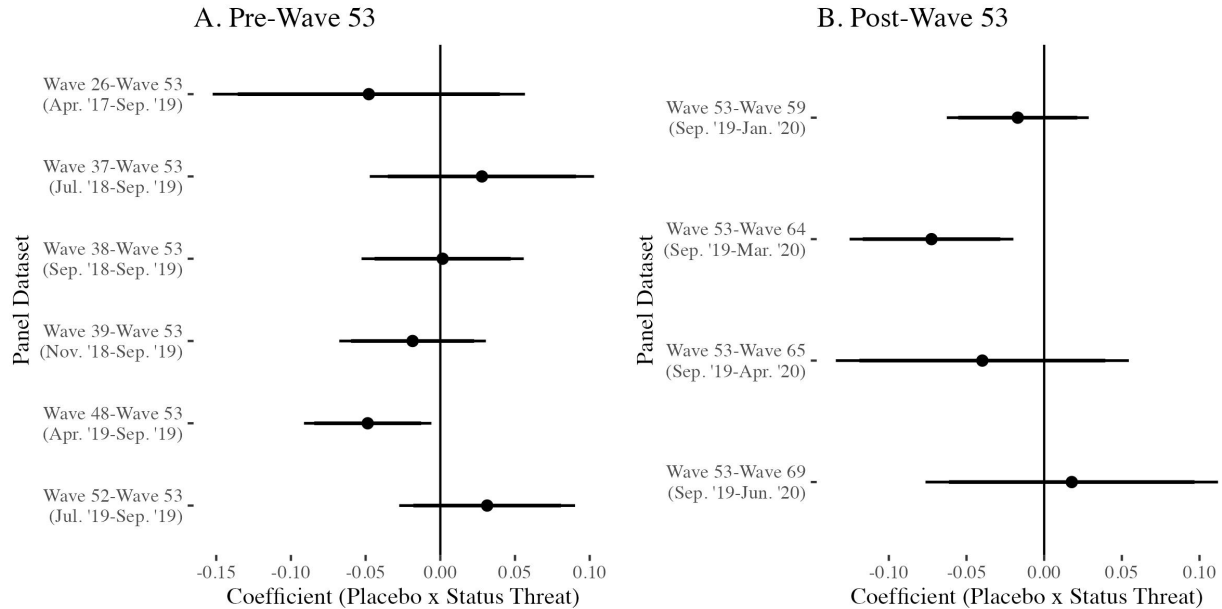 A. Pre-Wave 53
Panel Dataset
Wave 26-Wave 53
(Apr. '17-Sep. '19)
Wave 37-Wave 53
(Jul. '18-Sep. '19)
Wave 38-Wave 53
(Sep. '18-Sep. '19)
Wave 39-Wave 53
(Nov. '18-Sep. '19)
Wave 48-Wave 53
(Apr. '19-Sep. '19)
Wave 52-Wave 53
(Jul. '19-Sep. '19)
-0.15 -0.10 -0.05 0.00 0.05 0.10
Coefficient (Placebo x Status Threat)
B. Post-Wave 53
Panel Dataset
Wave 53-Wave 59
(Sep. '19-Jan. '20)
Wave 53-Wave 64
(Sep. '19-Mar. '20)
Wave 53-Wave 65
(Sep. '19-Apr. '20)
Wave 53-Wave 69
(Sep. '19-Jun. '20)
-0.10 -0.05 0.00 0.05 0.10
Coefficient (Placebo x Status Threat)